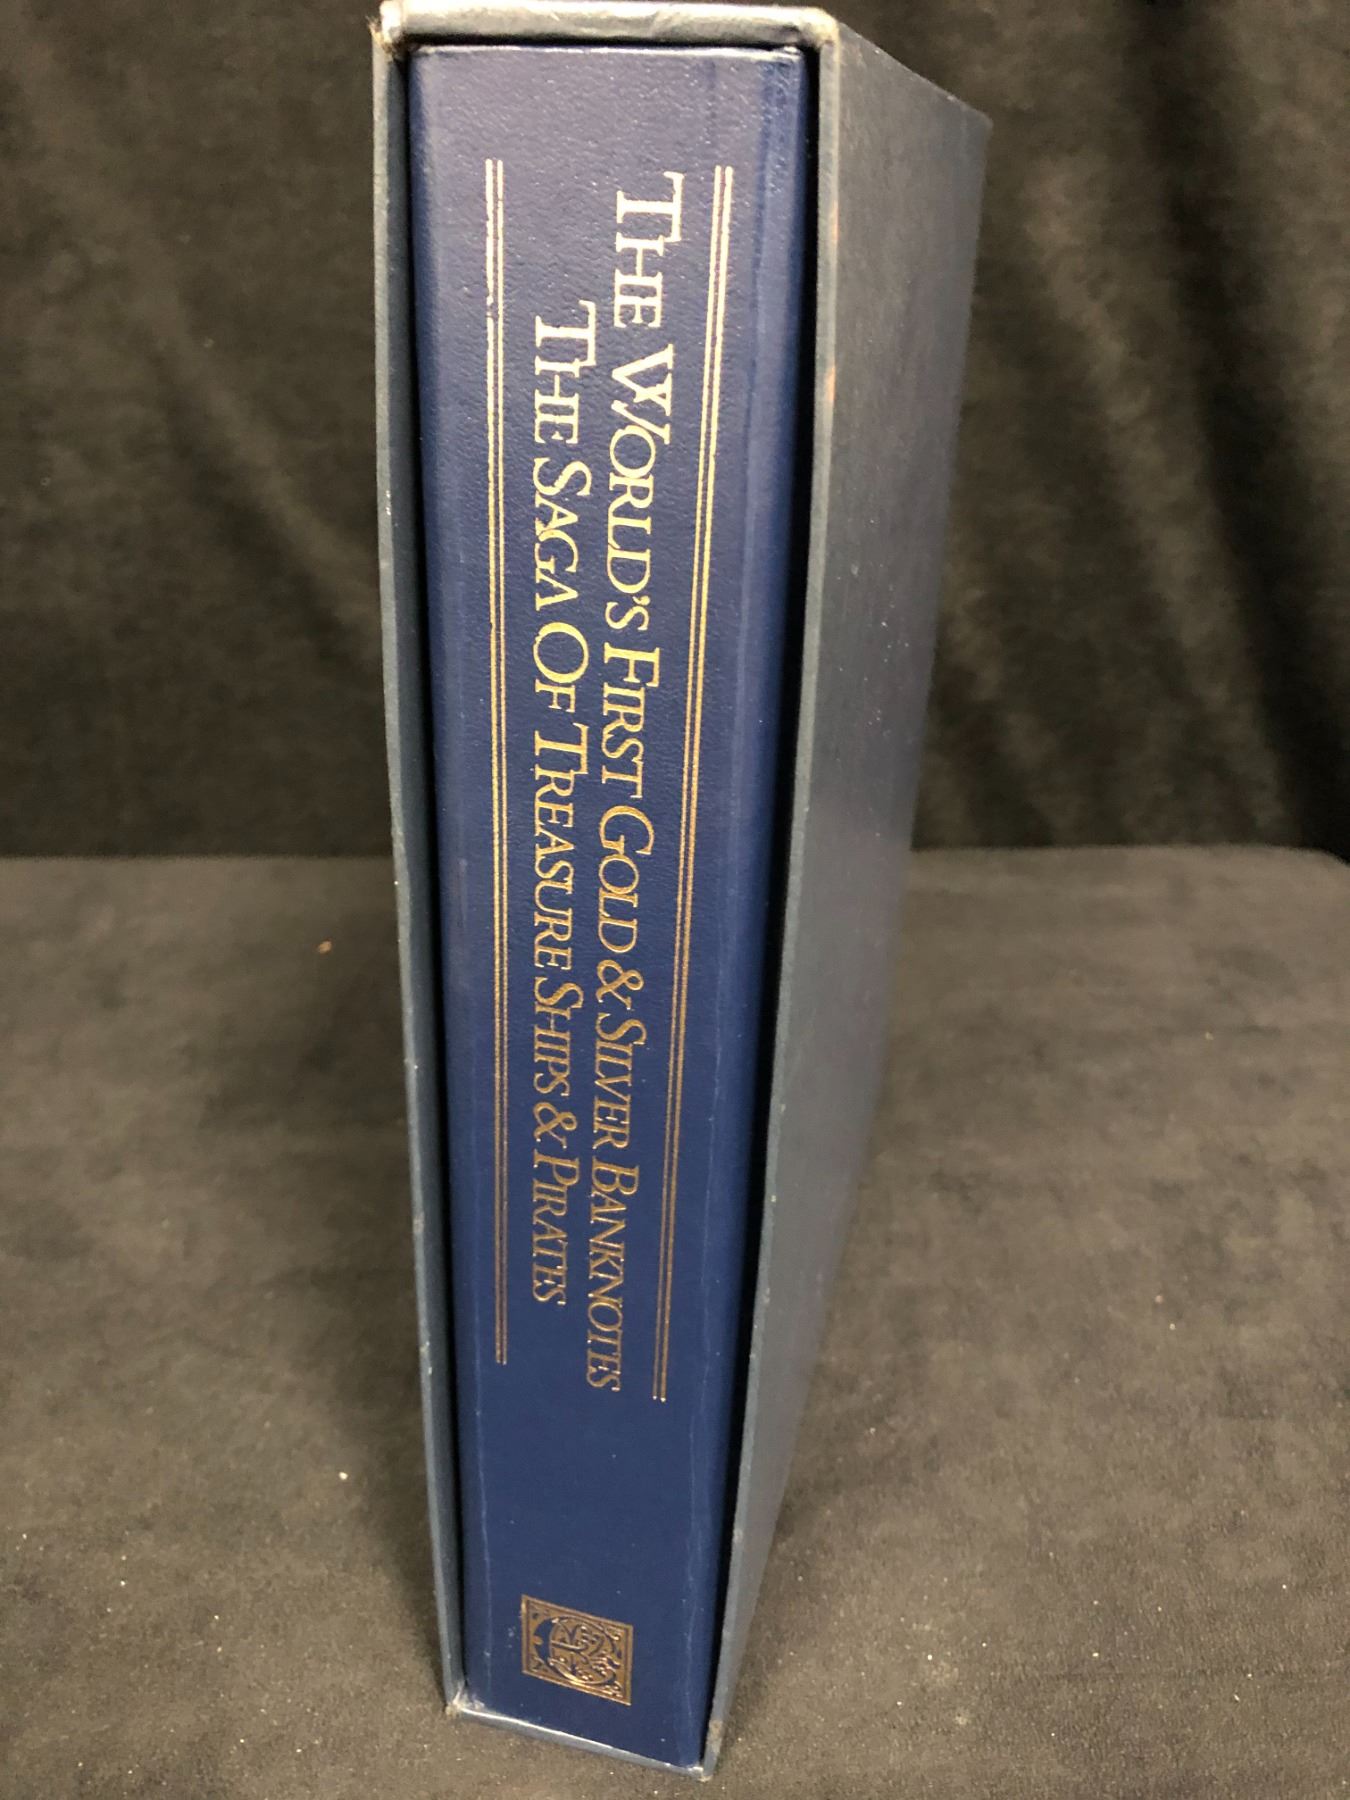 THE WORLD'S FIRST GOLD & SILVER BANKNOTES
THE SAGA OF TREASURE SHIPS & PIRATES